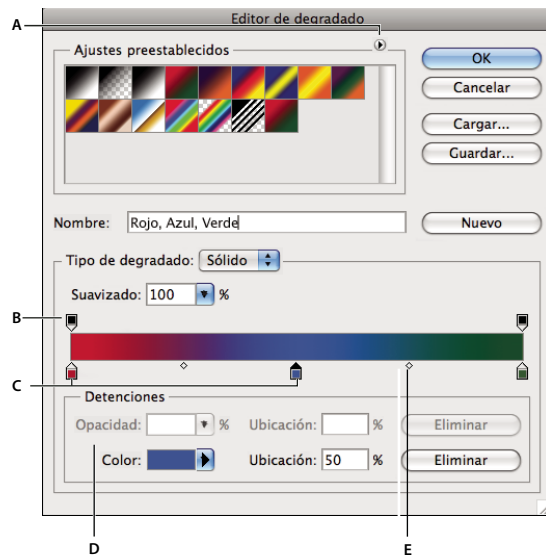 Editor de degradado
A
Ajustes preestablecidos
OK
Cancelar
Cargar...
Guardar...
Nombre: Rojo, Azul, Verde Nuevo
Tipo de degradado: Sólido
Suavizado: 100 %
B
C
Detenciones
Opacidad: % Ubicación: % Eliminar
Color: Ubicación: 50 % Eliminar
D E